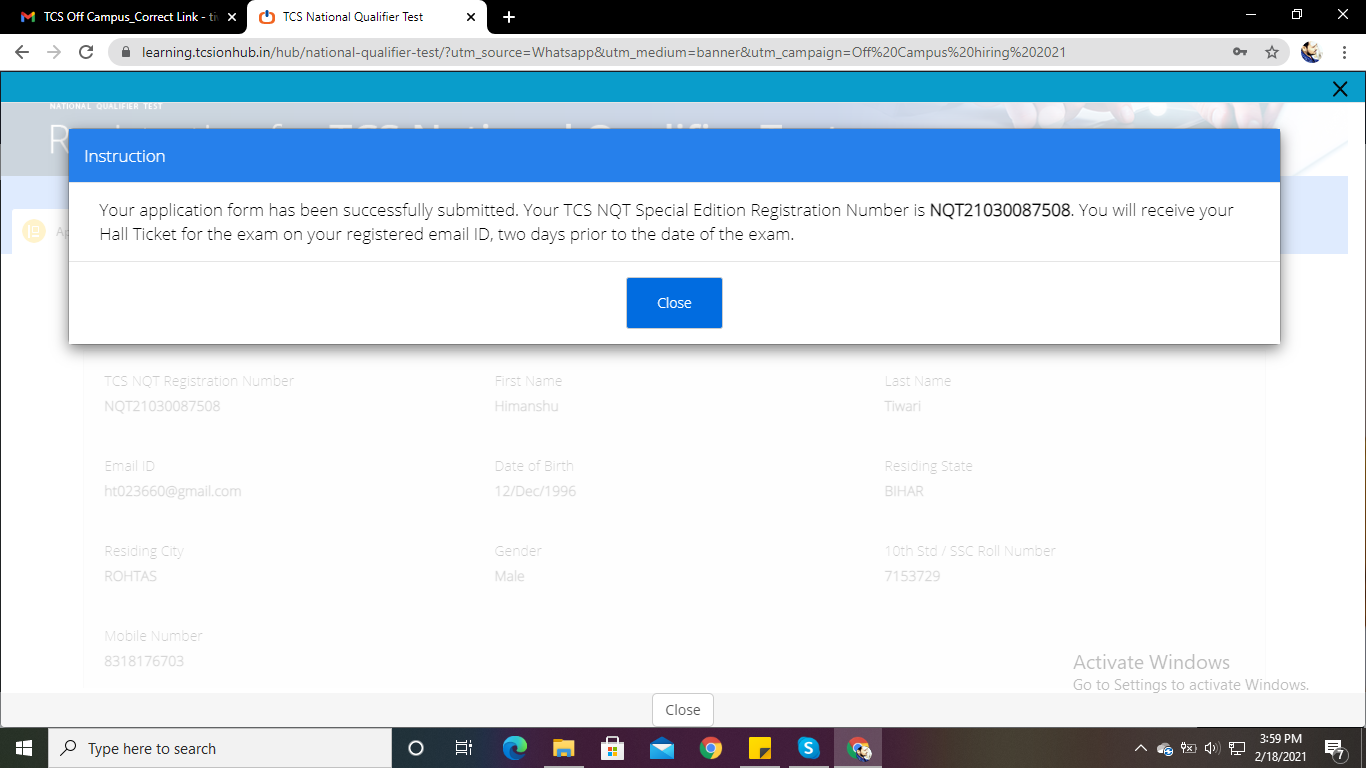 TCS Off Campus_Correct Link - ti
TCS National Qualifier Test
learning.tcsionhub.in/hub/national-qualifier-test/?utm_source=Whatsapp&utm_medium=banner&utm_campaign=Off%20Campus%20hiring%202021
NATIONAL QUALIFIER TEST
Instruction
Your application form has been successfully submitted. Your TCS NQT Special Edition Registration Number is NQT21030087508. You will receive your
Hall Ticket for the exam on your registered email ID, two days prior to the date of the exam.
Close
TCS NQT Registration Number First Name Last Name
NQT21030087508 Himanshu Tiwari
Email ID Date of Birth Residing State
ht023660@gmail.com 12/Dec/1996 BIHAR
Residing City Gender 10th Std / SSC Roll Number
ROHTAS Male 7153729
Mobile Number
8318176703
Activate Windows
Go to Settings to activate Windows.
Close
Type here to search
3:59 PM
2/18/2021
7